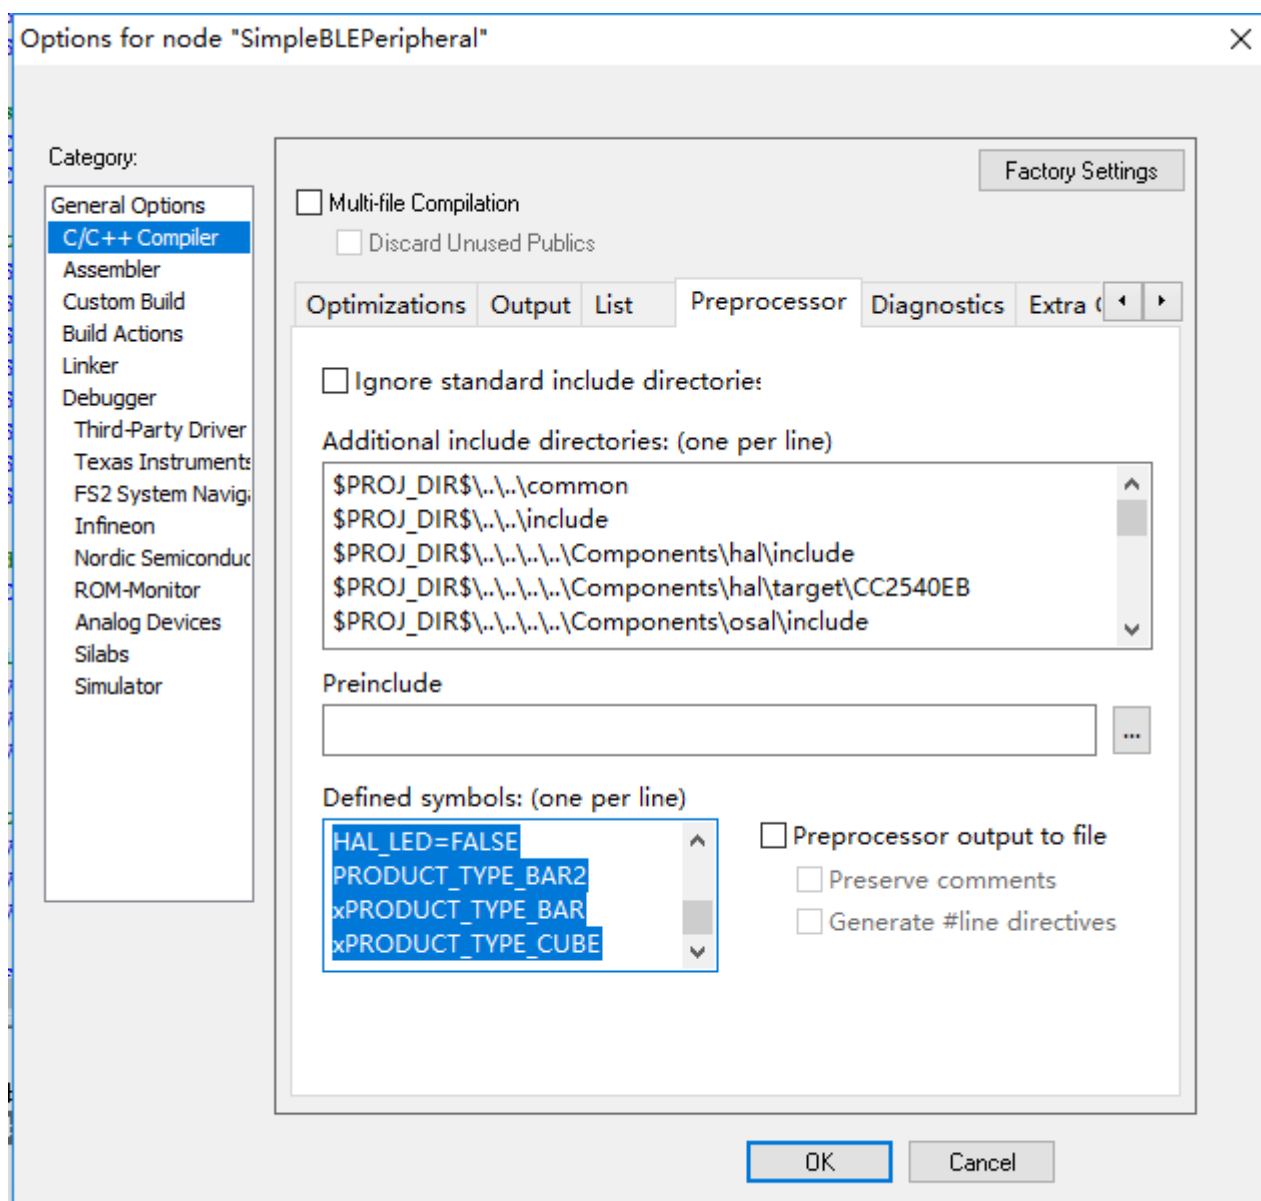 Options for node "SimpleBLEPeripheral"
Category:
General Options
C/C++ Compiler
Assembler
Custom Build
Build Actions
Linker
Debugger
Third-Party Driver
Texas Instruments
FS2 System Naviga
Infineon
Nordic Semiconduc
ROM-Monitor
Analog Devices
Silabs
Simulator
Factory Settings
Multi-file Compilation
Discard Unused Publics
Optimizations Output List Preprocessor Diagnostics Extra
Ignore standard include directories
Additional include directories: (one per line)
$PROJ_DIR$\..\..\common
$PROJ_DIR$\..\..\include
$PROJ_DIR$\..\..\..\..\Components\hal\include
$PROJ_DIR$\..\..\..\..\Components\hal\target\CC2540EB
$PROJ_DIR$\..\..\..\..\Components\osal\include
Preinclude
...
Defined symbols: (one per line)
HAL_LED=FALSE
PRODUCT_TYPE_BAR2
xPRODUCT_TYPE_BAR
xPRODUCT_TYPE_CUBE
Preprocessor output to file
Preserve comments
Generate #line directives
OK Cancel